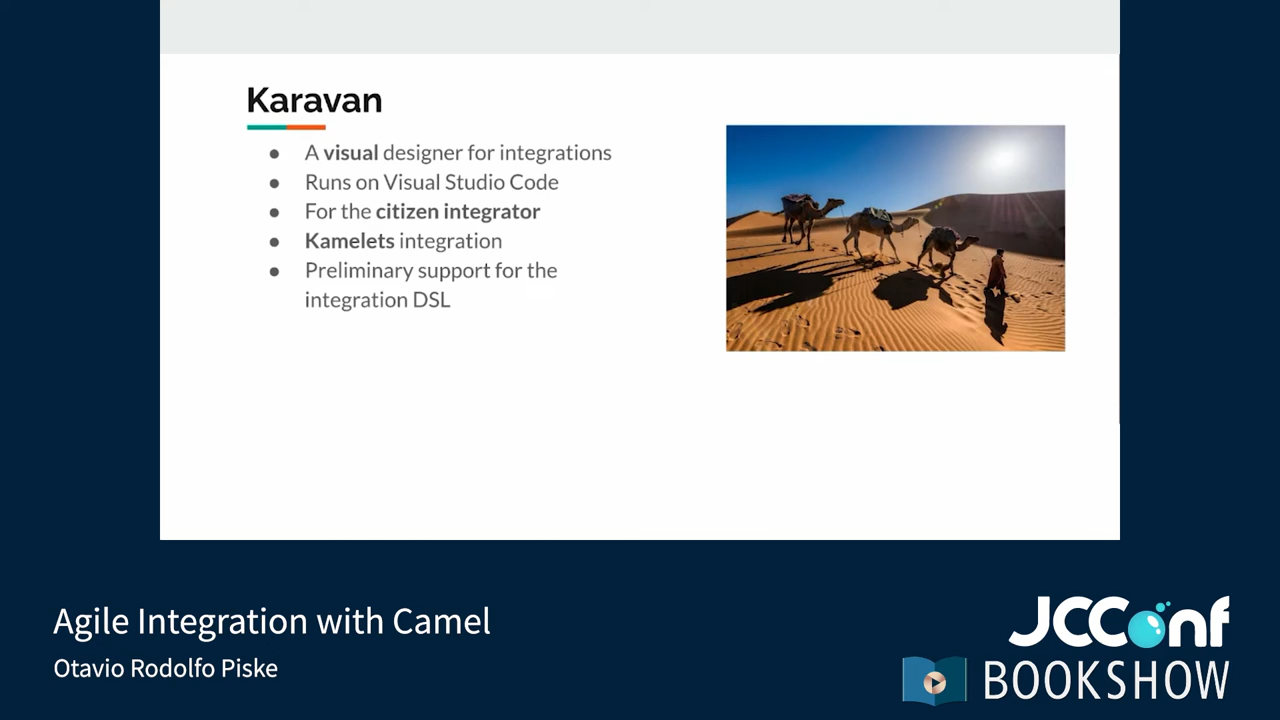 Karavan
● A visual designer for integrations
● Runs on Visual Studio Code
● For the citizen integrator
● Kamelets integration
● Preliminary support for the
integration DSL
Agile Integration with Camel
Otavio Rodolfo Piske
JCConf
BOOKSHOW